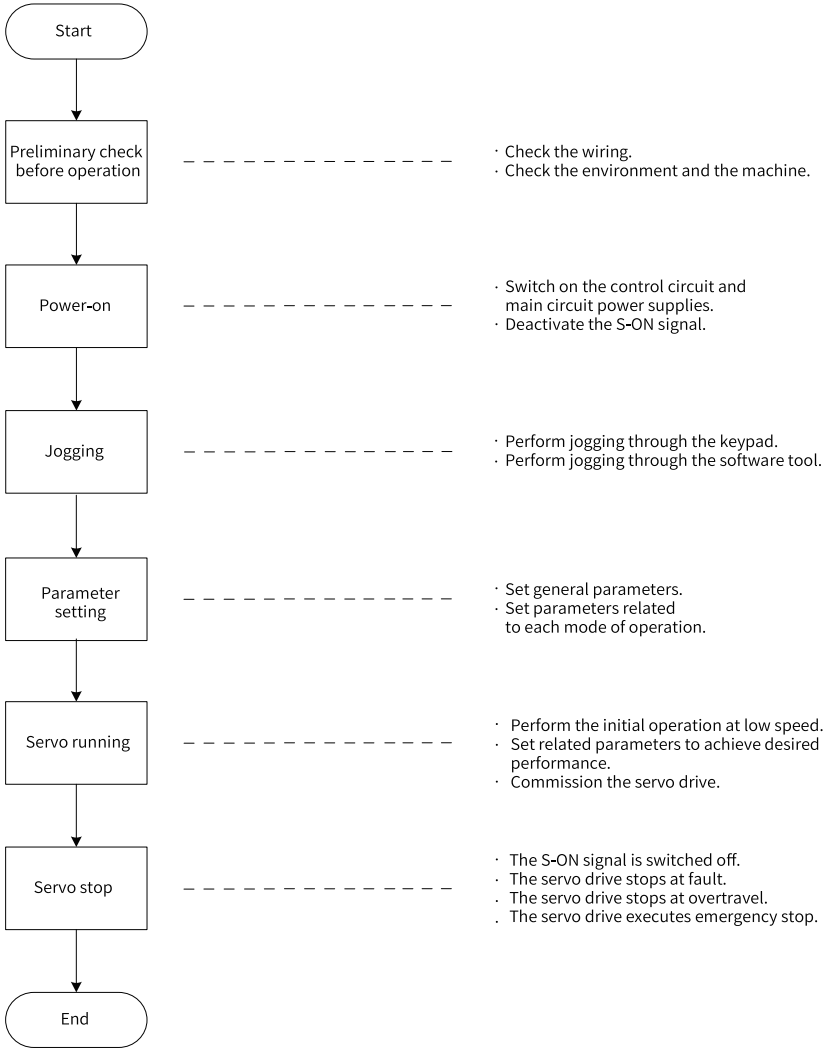 Start
Preliminary check
before operation
· Check the wiring.
· Check the environment and the machine.
Power-on
· Switch on the control circuit and
main circuit power supplies.
· Deactivate the S-ON signal.
Jogging
· Perform jogging through the keypad.
· Perform jogging through the software tool.
Parameter
setting
· Set general parameters.
· Set parameters related
to each mode of operation.
Servo running
· Perform the initial operation at low speed.
· Set related parameters to achieve desired
performance.
· Commission the servo drive.
Servo stop
· The S-ON signal is switched off.
· The servo drive stops at fault.
· The servo drive stops at overtravel.
· The servo drive executes emergency stop.
End